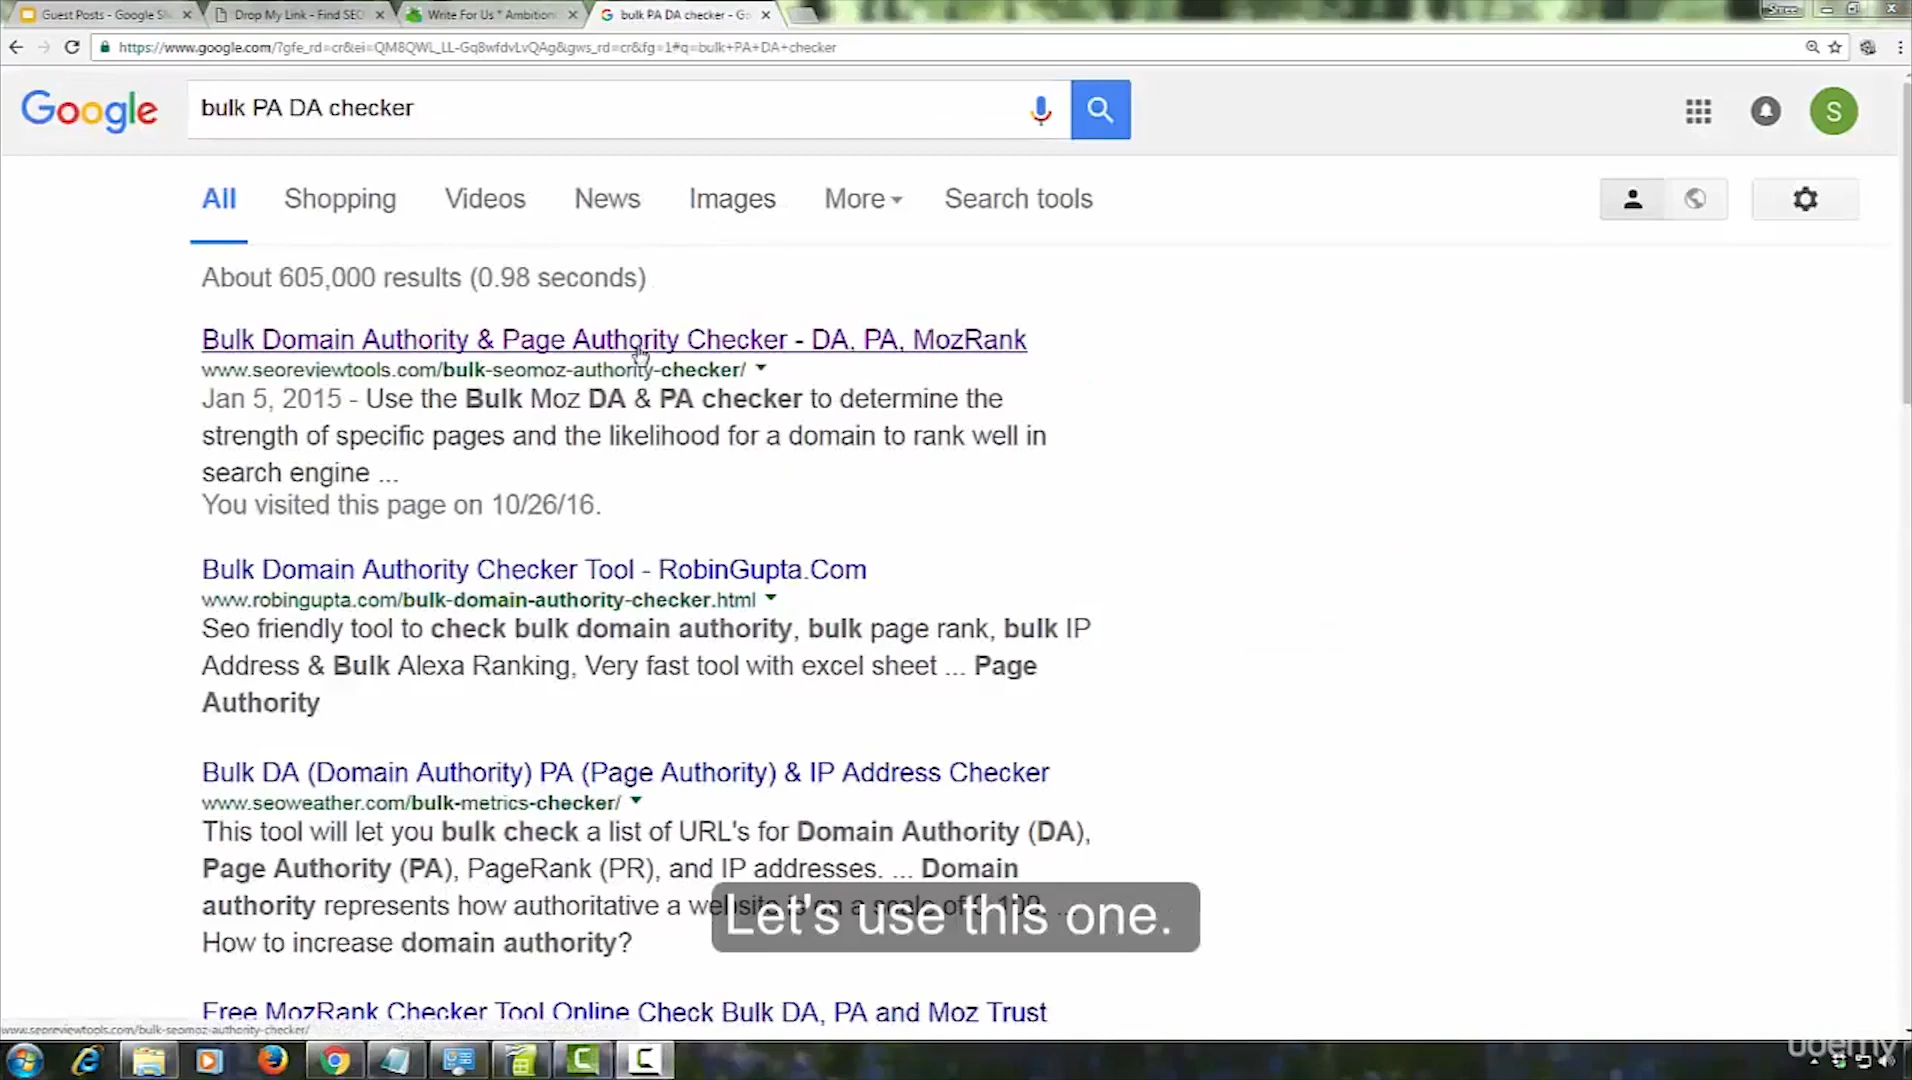 Guest Posts - Google Sl
Drop My Link - Find SEO
Write For Us * Ambition
bulk PA DA checker - Go
Shree
https://www.google.com/?gfe_rd=cr&ei=QM8QWL_LL-Gq8wfdvLvQAg&gws_rd=cr&fg=1#q=bulk+PA+DA+checker
Google
bulk PA DA checker
S
All
Shopping
Videos
News
Images
More
Search tools
About 605,000 results (0.98 seconds)
Bulk Domain Authority & Page Authority Checker - DA, PA, MozRank
www.seoreviewtools.com/bulk-seomoz-authority-checker/
Jan 5, 2015 - Use the Bulk Moz DA & PA checker to determine the
strength of specific pages and the likelihood for a domain to rank well in
search engine ...
You visited this page on 10/26/16.
Bulk Domain Authority Checker Tool - RobinGupta.Com
www.robingupta.com/bulk-domain-authority-checker.html
Seo friendly tool to check bulk domain authority, bulk page rank, bulk IP
Address & Bulk Alexa Ranking, Very fast tool with excel sheet ... Page
Authority
Bulk DA (Domain Authority) PA (Page Authority) & IP Address Checker
www.seoweather.com/bulk-metrics-checker/
This tool will let you bulk check a list of URL's for Domain Authority (DA),
Page Authority (PA), PageRank (PR), and IP addresses. ... Domain
authority represents how authoritative a website is on a scale of 0-100. ...
Let's use this one.
How to increase domain authority?
Free MozRank Checker Tool Online Check Bulk DA, PA and Moz Trust
www.seoreviewtools.com/bulk-seomoz-authority-checker/
udemy